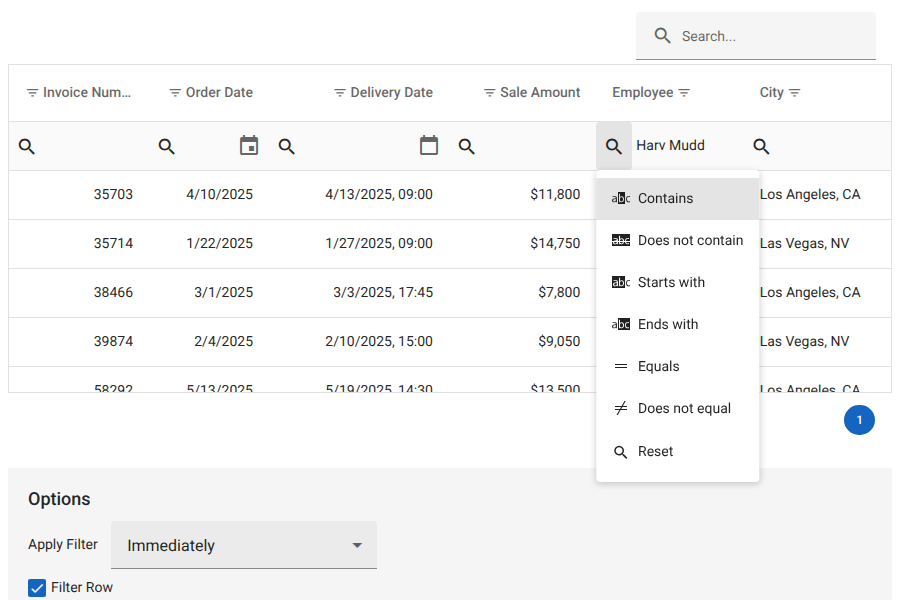 Search...
Invoice Num... Order Date Delivery Date Sale Amount Employee City
Harv Mudd
35703 4/10/2025 4/13/2025, 09:00 $11,800 Los Angeles, CA
35714 1/22/2025 1/27/2025, 09:00 $14,750 Las Vegas, NV
38466 3/1/2025 3/3/2025, 17:45 $7,800 Los Angeles, CA
39874 2/4/2025 2/10/2025, 15:00 $9,050 Las Vegas, NV
58292 5/13/2025 5/19/2025, 14:30 $13,500 Los Angeles, CA
abc Contains
abc Does not contain
abc Starts with
abc Ends with
Equals
Does not equal
Reset
1
Options
Apply Filter Immediately
Filter Row